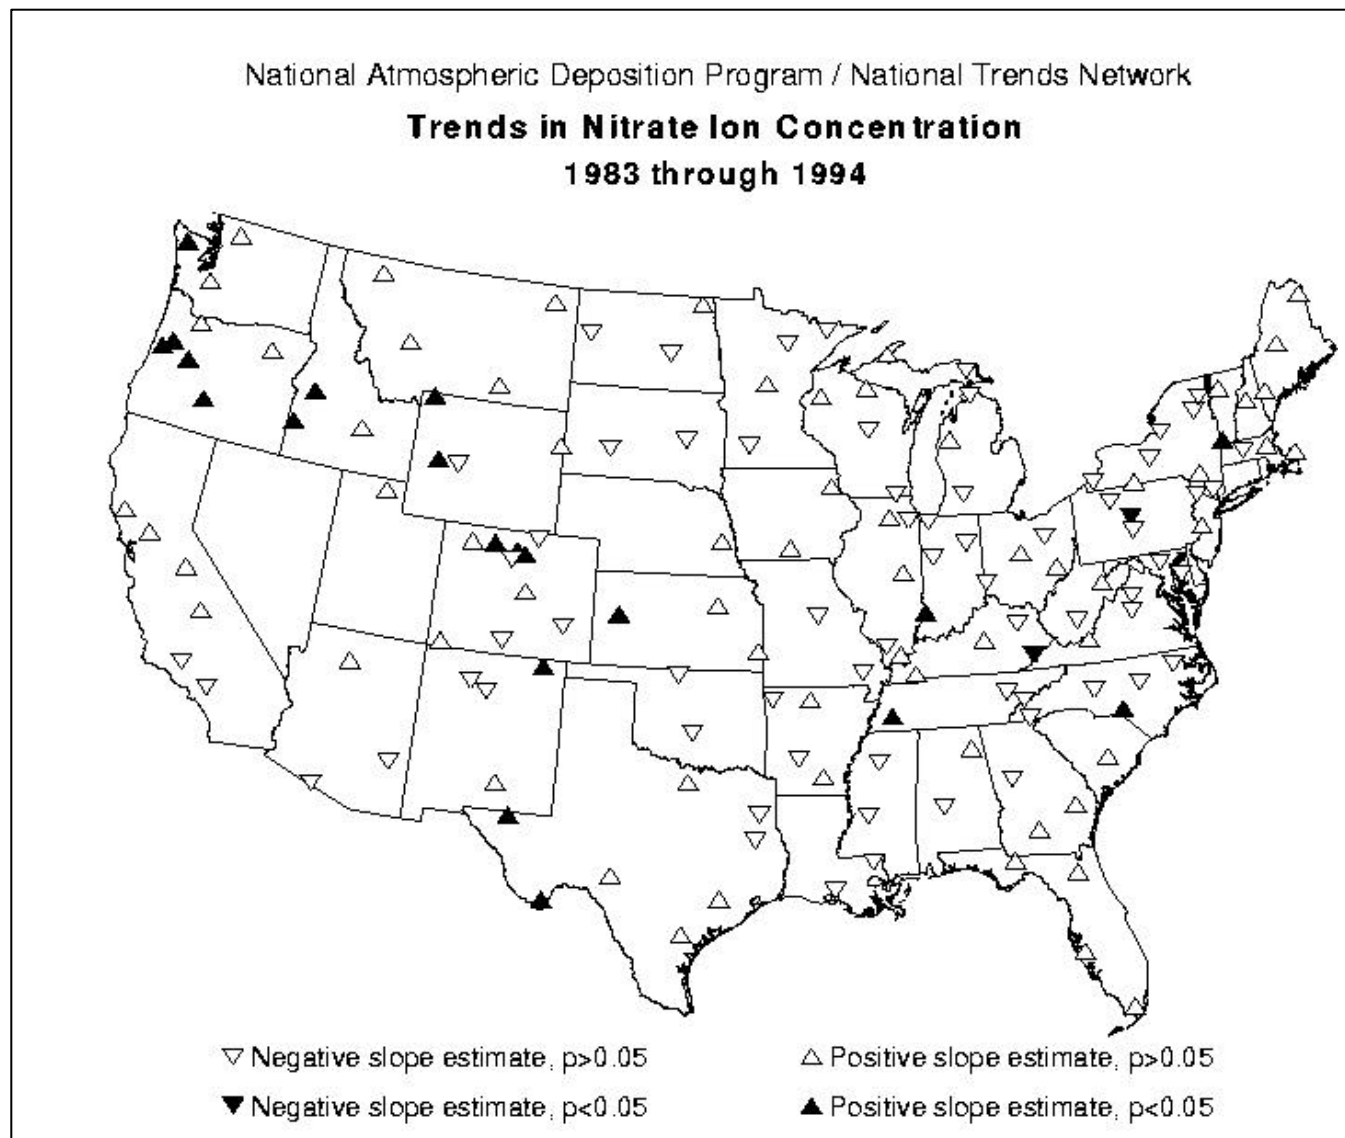 National Atmospheric Deposition Program / National Trends Network
Trends in Nitrate Ion Concentration
1983 through 1994
▽ Negative slope estimate, p>0.05
△ Positive slope estimate, p>0.05
▼ Negative slope estimate, p<0.05
▲ Positive slope estimate, p<0.05